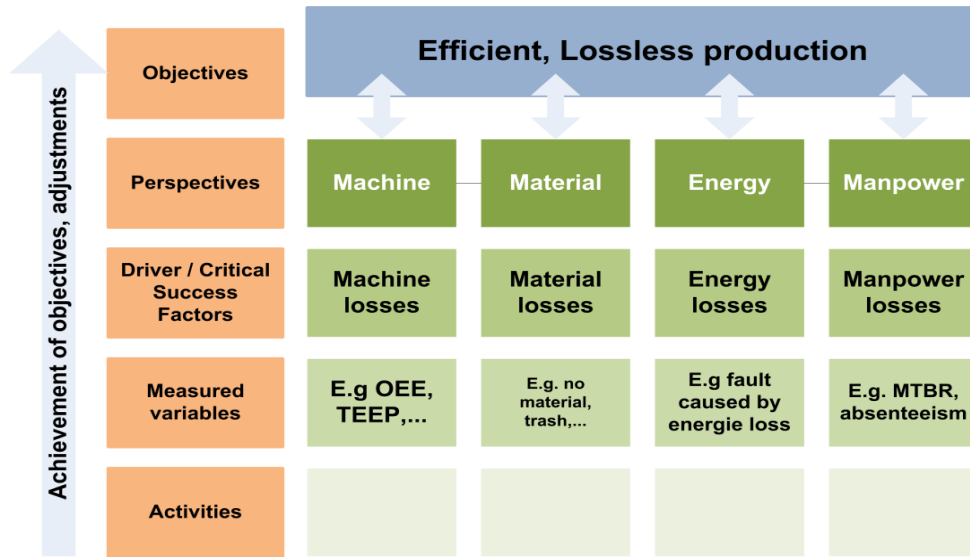 Achievement of objectives, adjustments
Objectives
Efficient, Lossless production
Perspectives
Machine
Material
Energy
Manpower
Driver / Critical
Success
Factors
Machine
losses
Material
losses
Energy
losses
Manpower
losses
Measured
variables
E.g OEE,
TEEP,...
E.g. no
material,
trash,...
E.g fault
caused by
energie loss
E.g. MTBR,
absenteeism
Activities